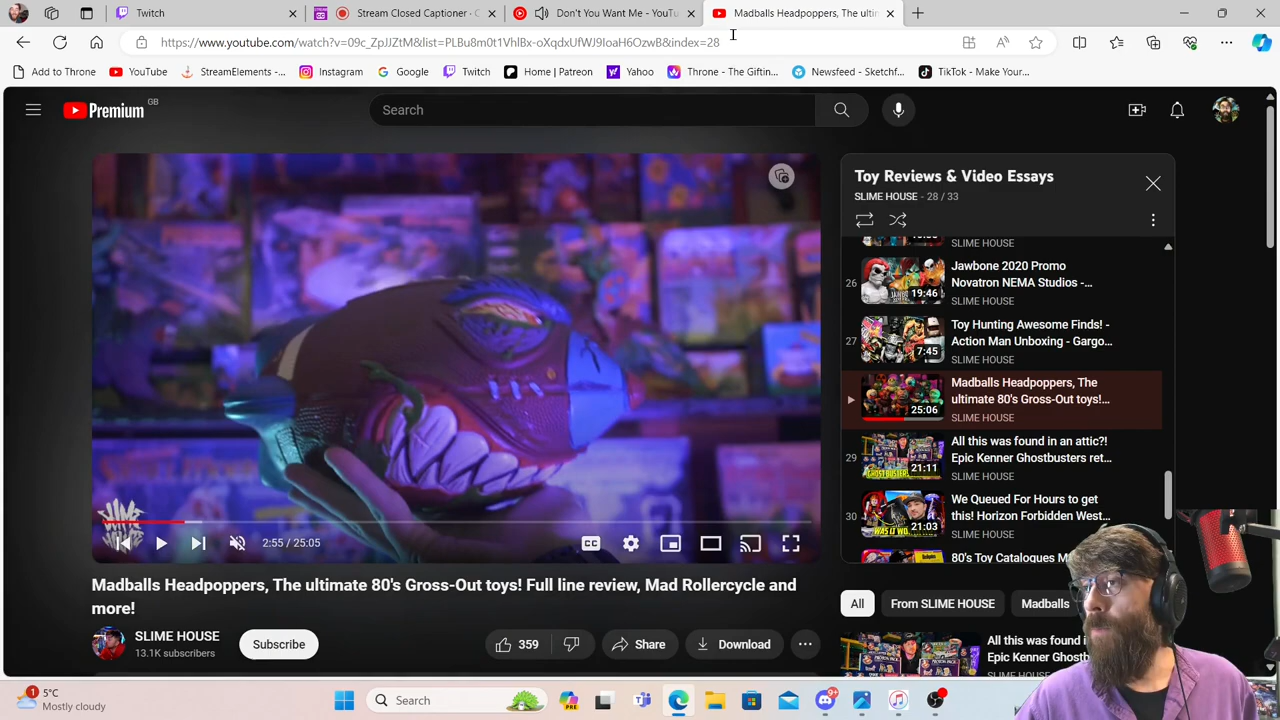 Twitch
Stream Closed Captioner - C
Don't You Want Me - YouTu
Madballs Headpoppers, The ultim
https://www.youtube.com/watch?v=09c_ZpJJZtM&list=PLBu8m0t1VhlBx-oXqdxUfWJ9IoaH6OzwB&index=28
Add to Throne
YouTube
StreamElements -...
Instagram
Google
Twitch
Home | Patreon
Yahoo
Throne - The Giftin...
Newsfeed - Sketchf...
TikTok - Make Your...
Premium
GB
Search
Toy Reviews & Video Essays
SLIME HOUSE - 28 / 33
SLIME HOUSE
26
19:46
Jawbone 2020 Promo
Novatron NEMA Studios -...
SLIME HOUSE
27
7:45
Toy Hunting Awesome Finds! -
Action Man Unboxing - Gargo...
SLIME HOUSE
25:06
Madballs Headpoppers, The
ultimate 80's Gross-Out toys!...
SLIME HOUSE
29
21:11
All this was found in an attic?!
Epic Kenner Ghostbusters ret...
SLIME HOUSE
30
21:03
We Queued For Hours to get
this! Horizon Forbidden West...
SLIME HOUSE
80's Toy Catalogues
SLIME
2:55 / 25:05
CC
Madballs Headpoppers, The ultimate 80's Gross-Out toys! Full line review, Mad Rollercycle and
more!
SLIME HOUSE
13.1K subscribers
Subscribe
359
Share
Download
All
From SLIME HOUSE
Madballs
All this was found i
Epic Kenner Ghostb
SLIME HOUSE
1
5°C
Mostly cloudy
Search
PRE